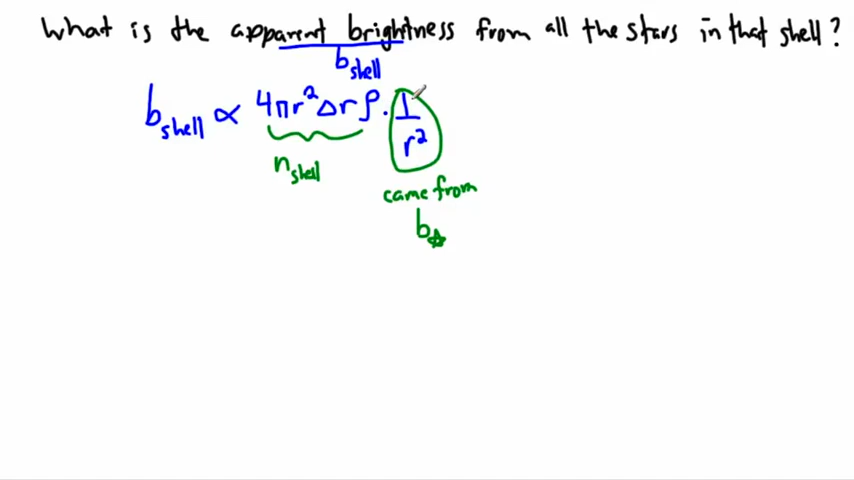 What is the apparent brightness from all the stars in that shell?
b_shell
b_shell ∝ 4πr²Δrρ · 1/r²
n_shell
came from
b_☆